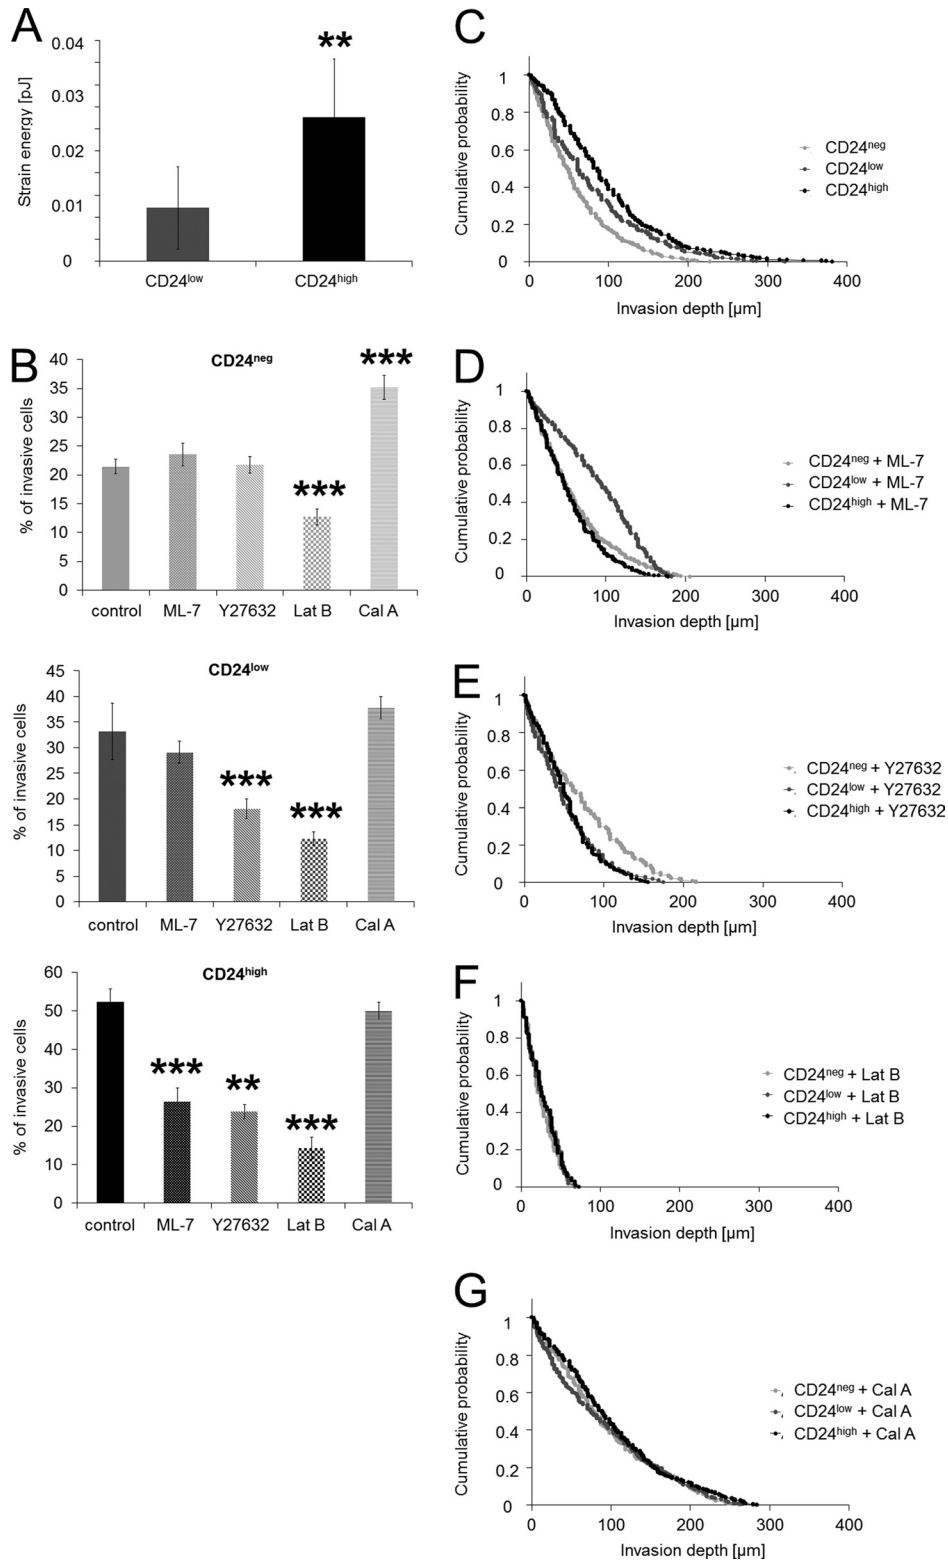 A
**
0.04
0.03
0.02
0.01
0
Strain energy [pJ]
CD24low
CD24high
B
CD24neg
40
35
30
25
20
15
10
5
0
% of invasive cells
***
***
control
ML-7
Y27632
Lat B
Cal A
CD24low
45
40
35
30
25
20
15
10
5
0
% of invasive cells
***
***
control
ML-7
Y27632
Lat B
Cal A
CD24high
60
50
40
30
20
10
0
% of invasive cells
***
**
***
control
ML-7
Y27632
Lat B
Cal A
C
Cumulative probability
1
0.8
0.6
0.4
0.2
0
0
100
200
300
400
Invasion depth [µm]
CD24neg
CD24low
CD24high
D
Cumulative probability
1
0.8
0.6
0.4
0.2
0
0
100
200
300
400
Invasion depth [µm]
CD24neg + ML-7
CD24low + ML-7
CD24high + ML-7
E
Cumulative probability
1
0.8
0.6
0.4
0.2
0
0
100
200
300
400
Invasion depth [µm]
CD24neg + Y27632
CD24low + Y27632
CD24high + Y27632
F
Cumulative probability
1
0.8
0.6
0.4
0.2
0
0
100
200
300
400
Invasion depth [µm]
CD24neg + Lat B
CD24low + Lat B
CD24high + Lat B
G
Cumulative probability
1
0.8
0.6
0.4
0.2
0
0
100
200
300
400
Invasion depth [µm]
CD24neg + Cal A
CD24low + Cal A
CD24high + Cal A